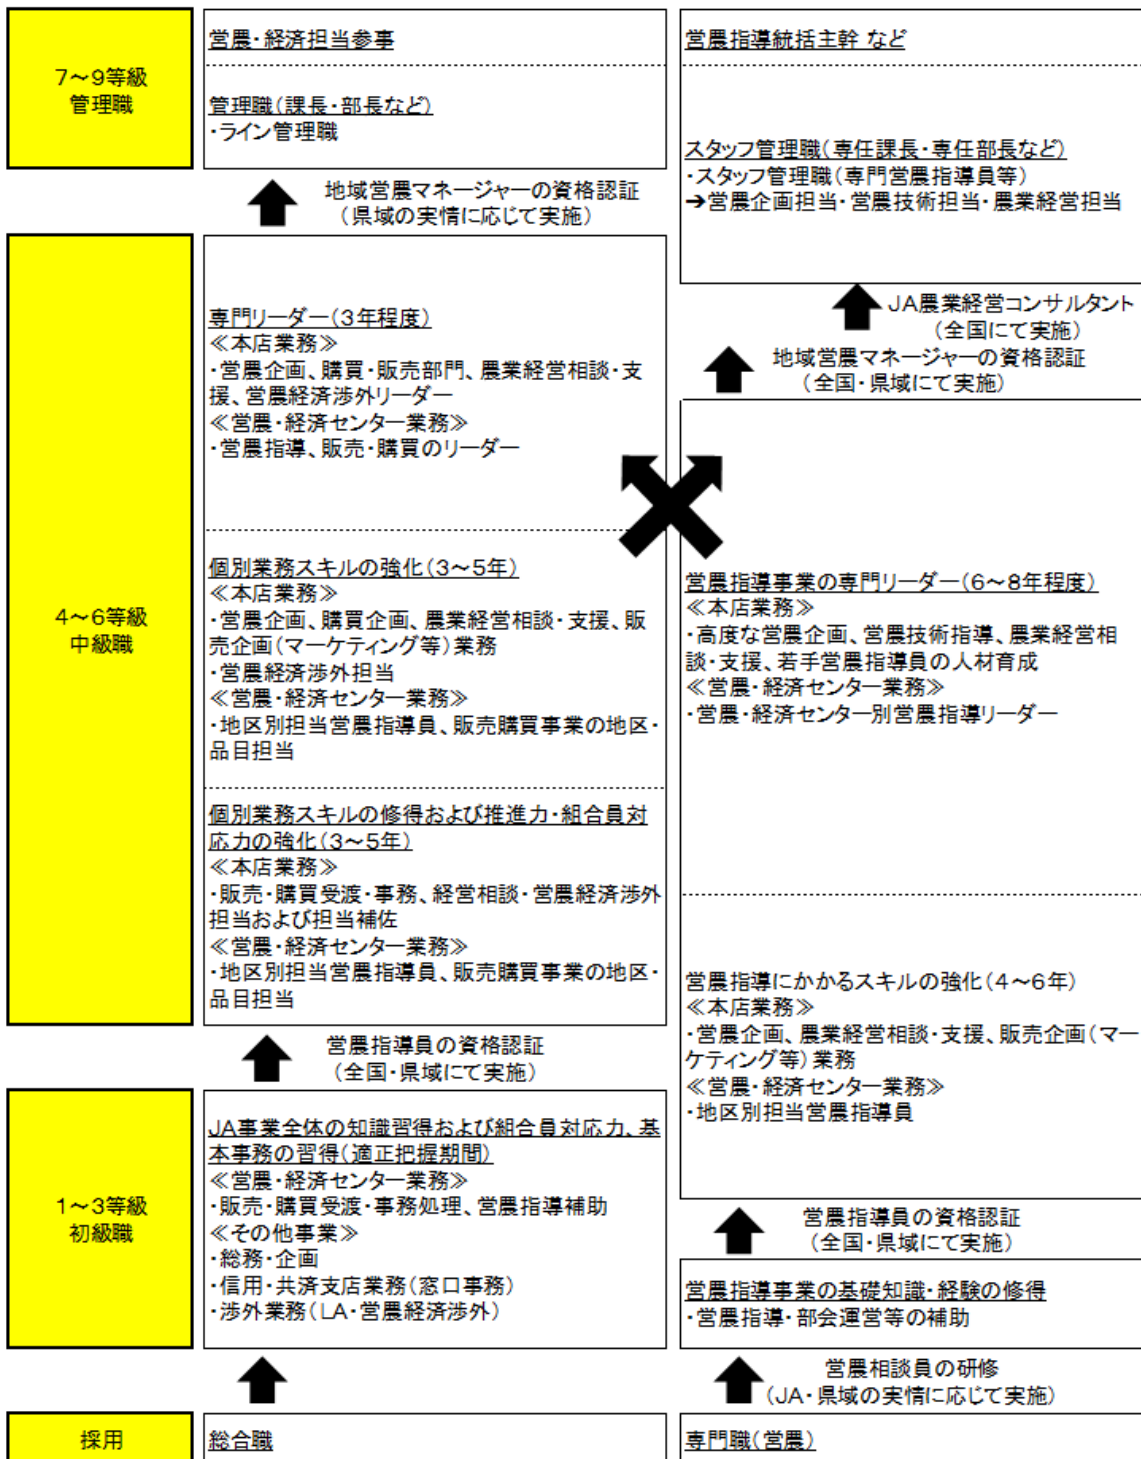 7～9等級
管理職
営農・経済担当参事
管理職(課長・部長など)
・ライン管理職
営農指導統括主幹 など
スタッフ管理職(専任課長・専任部長など)
・スタッフ管理職(専門営農指導員等)
➔営農企画担当・営農技術担当・農業経営担当
地域営農マネージャーの資格認証
(県域の実情に応じて実施)
JA農業経営コンサルタント
(全国にて実施)
地域営農マネージャーの資格認証
(全国・県域にて実施)
4～6等級
中級職
専門リーダー(3年程度)
≪本店業務≫
・営農企画、購買・販売部門、農業経営相談・支
援、営農経済渉外リーダー
≪営農・経済センター業務≫
・営農指導、販売・購買のリーダー
個別業務スキルの強化(3～5年)
≪本店業務≫
・営農企画、購買企画、農業経営相談・支援、販
売企画(マーケティング等)業務
・営農経済渉外担当
≪営農・経済センター業務≫
・地区別担当営農指導員、販売購買事業の地区・
品目担当
個別業務スキルの修得および推進力・組合員対
応力の強化(3～5年)
≪本店業務≫
・販売・購買受渡・事務、経営相談・営農経済渉外
担当および担当補佐
≪営農・経済センター業務≫
・地区別担当営農指導員、販売購買事業の地区・
品目担当
営農指導事業の専門リーダー(6～8年程度)
≪本店業務≫
・高度な営農企画、営農技術指導、農業経営相
談・支援、若手営農指導員の人材育成
≪営農・経済センター業務≫
・営農・経済センター別営農指導リーダー
営農指導にかかるスキルの強化(4～6年)
≪本店業務≫
・営農企画、農業経営相談・支援、販売企画(マー
ケティング等)業務
≪営農・経済センター業務≫
・地区別担当営農指導員
営農指導員の資格認証
(全国・県域にて実施)
1～3等級
初級職
JA事業全体の知識習得および組合員対応力、基
本事務の習得(適正把握期間)
≪営農・経済センター業務≫
・販売・購買受渡・事務処理、営農指導補助
≪その他事業≫
・総務・企画
・信用・共済支店業務(窓口事務)
・渉外業務(LA・営農経済渉外)
営農指導員の資格認証
(全国・県域にて実施)
営農指導事業の基礎知識・経験の修得
・営農指導・部会運営等の補助
営農相談員の研修
(JA・県域の実情に応じて実施)
採用
総合職
専門職(営農)